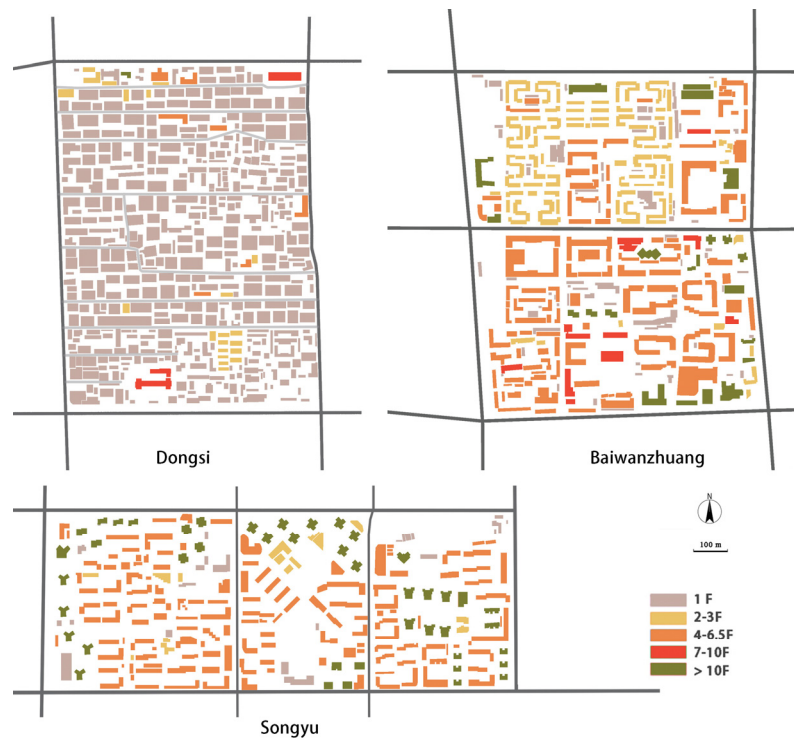 Dongsi
Baiwanzhuang
Songyu
N
100 m
1 F
2-3F
4-6.5F
7-10F
> 10F